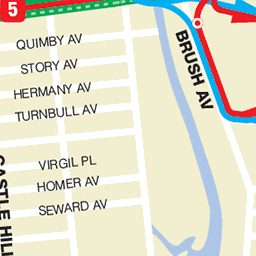 5
QUIMBY AV
STORY AV
HERMANY AV
TURNBULL AV
BRUSH AV
VIRGIL PL
HOMER AV
SEWARD AV
CASTLE HILL